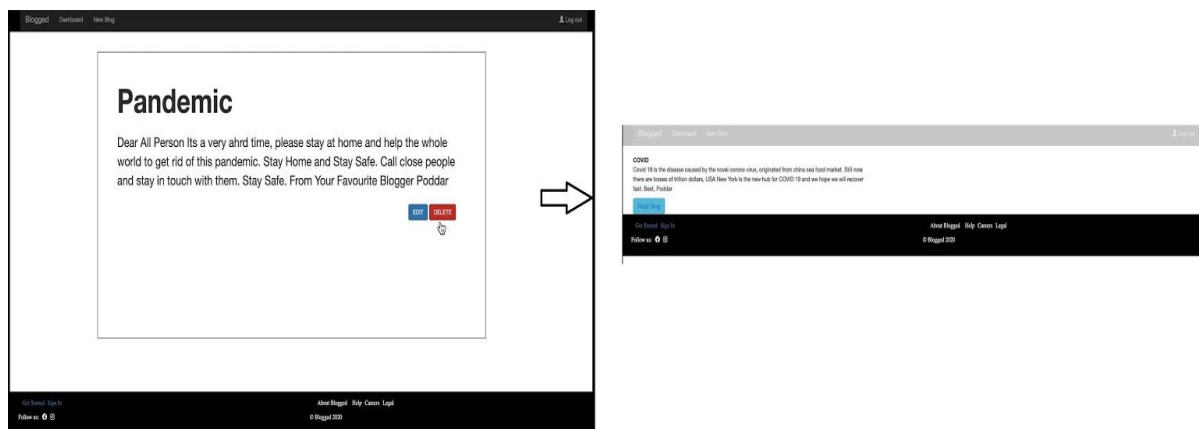 Blogged Dashboard New Blog Log out
Pandemic
Dear All Person Its a very ahrd time, please stay at home and help the whole
world to get rid of this pandemic. Stay Home and Stay Safe. Call close people
and stay in touch with them. Stay Safe. From Your Favourite Blogger Poddar
EDIT DELETE
Get Started Sign In About Blogged Help Careers Legal
Follow us: © Blogged 2020
Blogged Dashboard New Blog Log out
COVID
Covid 19 is the disease caused by the novel corona virus, originated from china sea food market. Still now
there are losses of trillion dollars, USA New York is the new hub for COVID 19 and we hope we will recover
fast. Best, Poddar
Read Blog
Get Started Sign In About Blogged Help Careers Legal
Follow us: © Blogged 2020